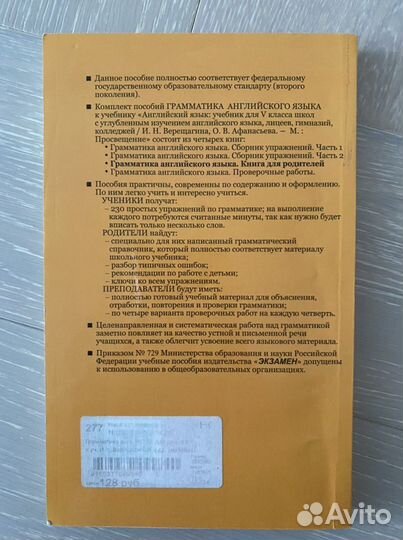 Данное пособие полностью соответствует федеральному
государственному образовательному стандарту (второго
поколения).
Комплект пособий ГРАММАТИКА АНГЛИЙСКОГО ЯЗЫКА
к учебнику «Английский язык: учебник для V класса школ
с углубленным изучением английского языка, лицеев, гимназий,
колледжей / И. Н. Верещагина, О. В. Афанасьева. – М. :
Просвещение» состоит из четырех книг:
• Грамматика английского языка. Сборник упражнений. Часть 1
• Грамматика английского языка. Сборник упражнений. Часть 2
• Грамматика английского языка. Книга для родителей
• Грамматика английского языка. Проверочные работы.
Пособия практичны, современны по содержанию и оформлению.
По ним легко учить и интересно учиться.
УЧЕНИКИ получат:
– 230 простых упражнений по грамматике; на выполнение
каждого потребуются считанные минуты, так как нужно будет
вписать только несколько слов.
РОДИТЕЛИ найдут:
– специально для них написанный грамматический
справочник, который полностью соответствует материалу
школьного учебника;
– разбор типичных ошибок;
– рекомендации по работе с детьми;
– ключи ко всем упражнениям.
ПРЕПОДАВАТЕЛИ будут иметь:
– полностью готовый учебный материал для объяснения,
отработки, повторения и проверки грамматики;
– по четыре варианта проверочных работ на каждую четверть.
Целенаправленная и систематическая работа над грамматикой
заметно повлияет на качество устной и письменной речи
учащихся, а также облегчит усвоение всего языкового материала.
Приказом № 729 Министерства образования и науки Российской
Федерации учебные пособия издательства «ЭКЗАМЕН» допущены
к использованию в общеобразовательных организациях.
277
128 руб
Avito